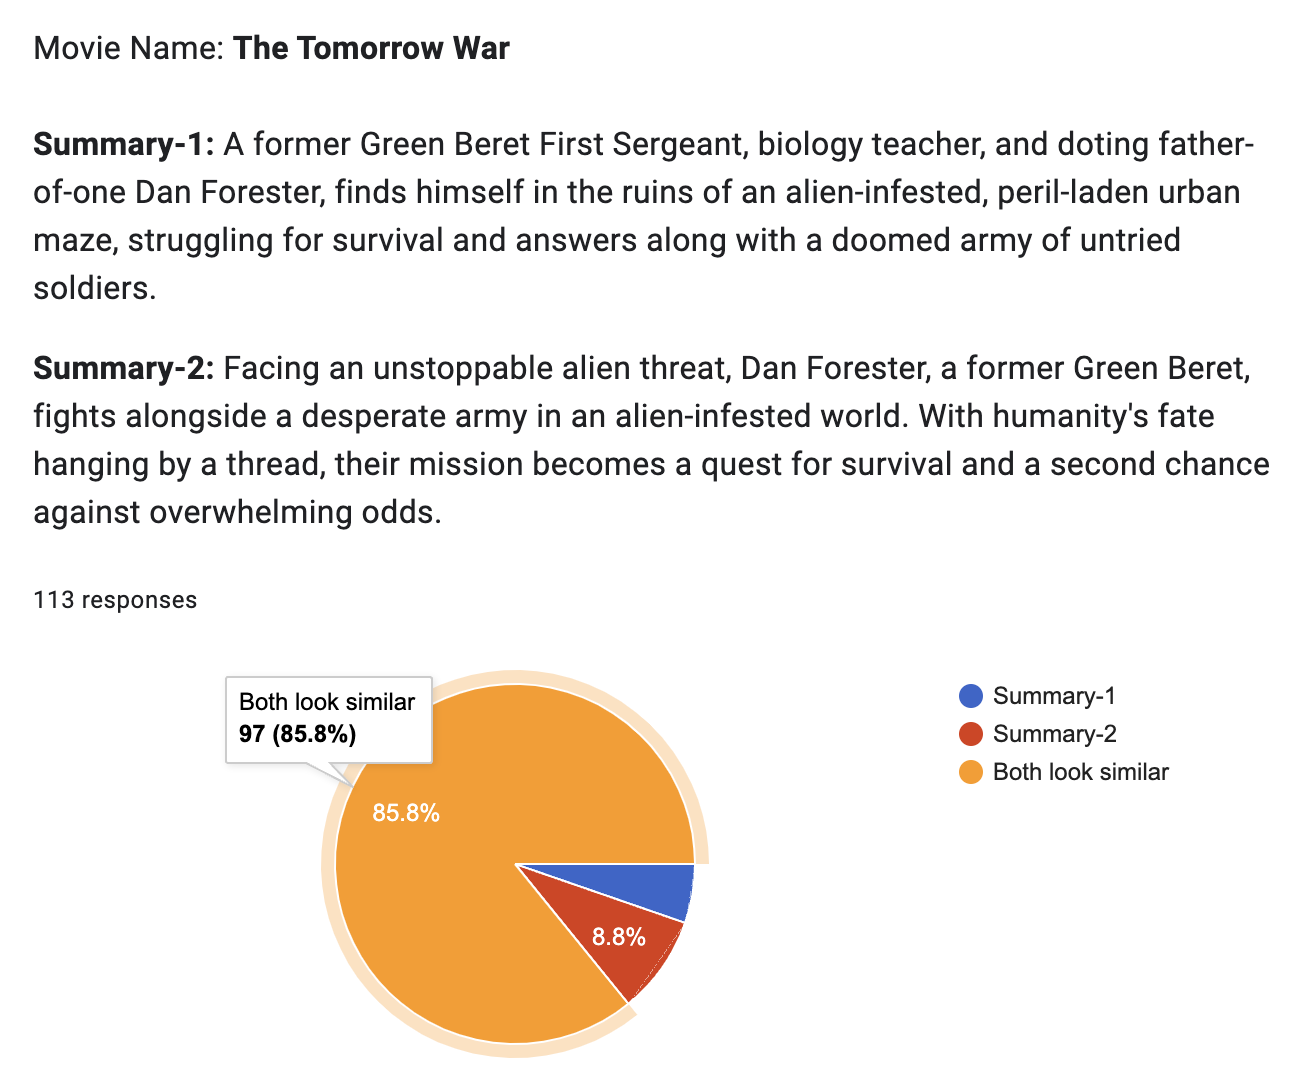 Movie Name: The Tomorrow War
Summary-1: A former Green Beret First Sergeant, biology teacher, and doting father-
of-one Dan Forester, finds himself in the ruins of an alien-infested, peril-laden urban
maze, struggling for survival and answers along with a doomed army of untried
soldiers.
Summary-2: Facing an unstoppable alien threat, Dan Forester, a former Green Beret,
fights alongside a desperate army in an alien-infested world. With humanity's fate
hanging by a thread, their mission becomes a quest for survival and a second chance
against overwhelming odds.
113 responses
Both look similar
97 (85.8%)
85.8%
8.8%
Summary-1
Summary-2
Both look similar